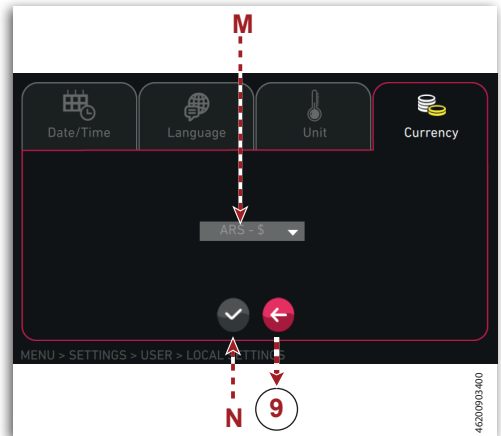 M
Date/Time Language Unit Currency
ARS - $
MENU > SETTINGS > USER > LOCAL SETTINGS
N 9
46200903400